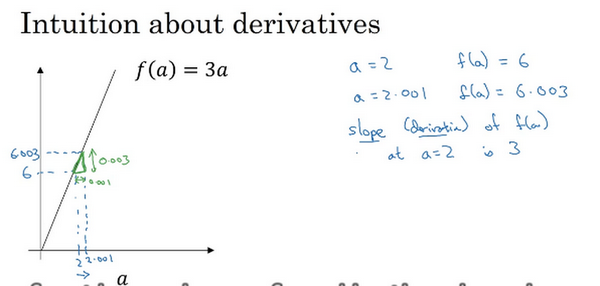 Intuition about derivatives
f(a) = 3a
a = 2 f(a) = 6
a = 2.001 f(a) = 6.003
slope (derivative) of f(a)
at a=2 is 3
6.003
0.003
6
0.001
2 2.001
a